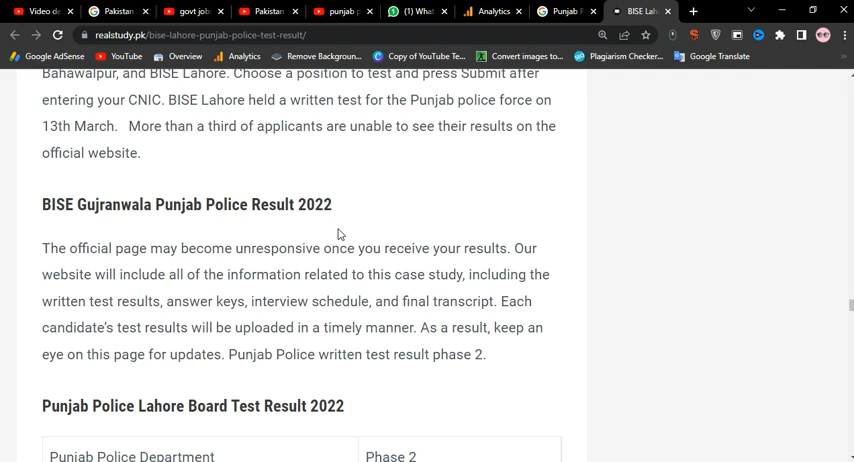 Video de
Pakistan
govt job
Pakistan
punjab p
(1) What
Analytics
Punjab P
BISE Lah
realstudy.pk/bise-lahore-punjab-police-test-result/
Google AdSense
YouTube
Overview
Analytics
Remove Backgroun...
Copy of YouTube Te...
Convert images to...
Plagiarism Checker...
Google Translate
Bahawalpur, and BISE Lahore. Choose a position to test and press Submit after
entering your CNIC. BISE Lahore held a written test for the Punjab police force on
13th March. More than a third of applicants are unable to see their results on the
official website.
BISE Gujranwala Punjab Police Result 2022
The official page may become unresponsive once you receive your results. Our
website will include all of the information related to this case study, including the
written test results, answer keys, interview schedule, and final transcript. Each
candidate's test results will be uploaded in a timely manner. As a result, keep an
eye on this page for updates. Punjab Police written test result phase 2.
Punjab Police Lahore Board Test Result 2022
Punjab Police Department
Phase 2